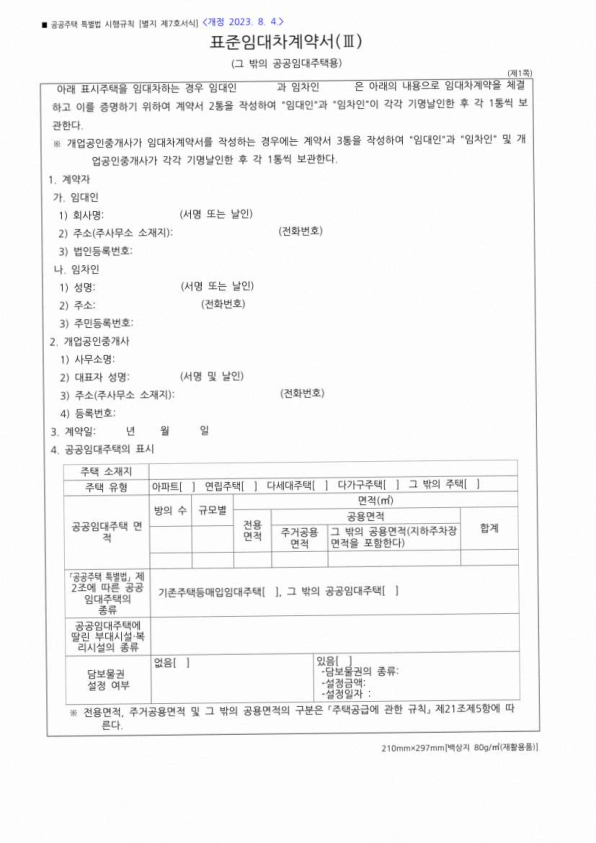 ■ 공공주택 특별법 시행규칙 [별지 제7호서식] <개정 2023. 8. 4.>
표준임대차계약서(Ⅲ)
(그 밖의 공공임대주택용)
(제1쪽)
아래 표시주택을 임대차하는 경우 임대인 과 임차인 은 아래의 내용으로 임대차계약을 체결
하고 이를 증명하기 위하여 계약서 2통을 작성하여 "임대인"과 "임차인"이 각각 기명날인한 후 각 1통씩 보
관한다.
※ 개업공인중개사가 임대차계약서를 작성하는 경우에는 계약서 3통을 작성하여 "임대인"과 "임차인" 및 개
업공인중개사가 각각 기명날인한 후 각 1통씩 보관한다.
1. 계약자
가. 임대인
1) 회사명: (서명 또는 날인)
2) 주소(주사무소 소재지): (전화번호)
3) 법인등록번호:
나. 임차인
1) 성명: (서명 또는 날인)
2) 주소: (전화번호)
3) 주민등록번호:
2. 개업공인중개사
1) 사무소명:
2) 대표자 성명: (서명 및 날인)
3) 주소(주사무소 소재지): (전화번호)
4) 등록번호:
3. 계약일: 년 월 일
4. 공공임대주택의 표시
주택 소재지
주택 유형 아파트[ ] 연립주택[ ] 다세대주택[ ] 다가구주택[ ] 그 밖의 주택[ ]
공공임대주택 면
적
방의 수
규모별
면적(㎡)
전용
면적
공용면적
주거공용
면적
그 밖의 공용면적(지하주차장
면적을 포함한다)
합계
「공공주택 특별법」 제
2조에 따른 공공
임대주택의
종류
기존주택등매입임대주택[ ], 그 밖의 공공임대주택[ ]
공공임대주택에
딸린 부대시설·복
리시설의 종류
담보물권
설정 여부
없음[ ]
있음[ ]
-담보물권의 종류:
-설정금액:
-설정일자 :
※ 전용면적, 주거공용면적 및 그 밖의 공용면적의 구분은 「주택공급에 관한 규칙」 제21조제5항에 따
른다.
210mm×297mm[백상지 80g/㎡(재활용품)]